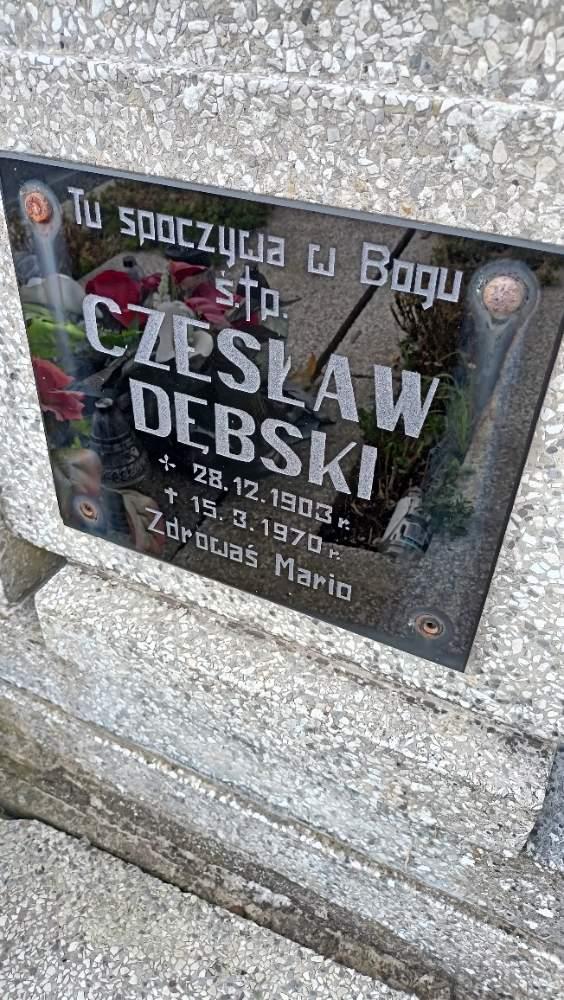 Tu spoczywa w Bogu
ś.†p.
CZESŁAW
DĘBSKI
✢ 28.12.1903 r.
† 15.3.1970 r.
Zdrowaś Mario